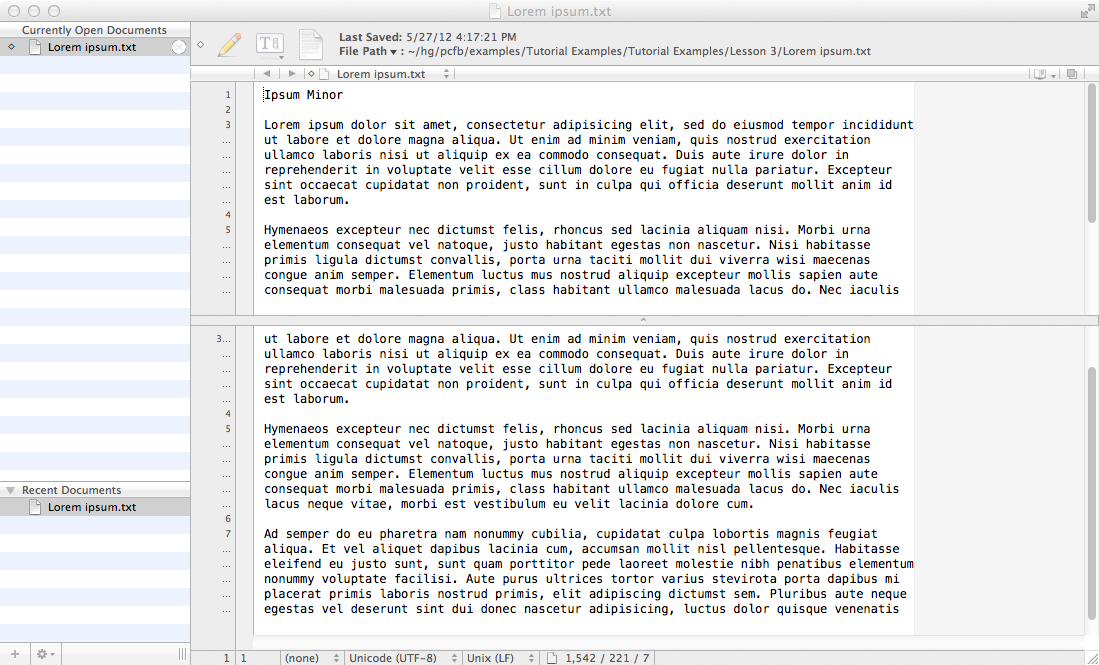 Lorem ipsum.txt
Currently Open Documents
Lorem ipsum.txt
Last Saved: 5/27/12 4:17:21 PM
File Path ▾ : ~/hg/pcfb/examples/Tutorial Examples/Tutorial Examples/Lesson 3/Lorem ipsum.txt
Lorem ipsum.txt
1 Ipsum Minor
2
3 Lorem ipsum dolor sit amet, consectetur adipisicing elit, sed do eiusmod tempor incididunt
... ut labore et dolore magna aliqua. Ut enim ad minim veniam, quis nostrud exercitation
... ullamco laboris nisi ut aliquip ex ea commodo consequat. Duis aute irure dolor in
... reprehenderit in voluptate velit esse cillum dolore eu fugiat nulla pariatur. Excepteur
... sint occaecat cupidatat non proident, sunt in culpa qui officia deserunt mollit anim id
... est laborum.
4
5 Hymenaeos excepteur nec dictumst felis, rhoncus sed lacinia aliquam nisi. Morbi urna
... elementum consequat vel natoque, justo habitant egestas non nascetur. Nisi habitasse
... primis ligula dictumst convallis, porta urna taciti mollit dui viverra wisi maecenas
... congue anim semper. Elementum luctus mus nostrud aliquip excepteur mollis sapien aute
... consequat morbi malesuada primis, class habitant ullamco malesuada lacus do. Nec iaculis
3... ut labore et dolore magna aliqua. Ut enim ad minim veniam, quis nostrud exercitation
... ullamco laboris nisi ut aliquip ex ea commodo consequat. Duis aute irure dolor in
... reprehenderit in voluptate velit esse cillum dolore eu fugiat nulla pariatur. Excepteur
... sint occaecat cupidatat non proident, sunt in culpa qui officia deserunt mollit anim id
... est laborum.
4
5 Hymenaeos excepteur nec dictumst felis, rhoncus sed lacinia aliquam nisi. Morbi urna
... elementum consequat vel natoque, justo habitant egestas non nascetur. Nisi habitasse
... primis ligula dictumst convallis, porta urna taciti mollit dui viverra wisi maecenas
... congue anim semper. Elementum luctus mus nostrud aliquip excepteur mollis sapien aute
... consequat morbi malesuada primis, class habitant ullamco malesuada lacus do. Nec iaculis
... lacus neque vitae, morbi est vestibulum eu velit lacinia dolore cum.
6
7 Ad semper do eu pharetra nam nonummy cubilia, cupidatat culpa lobortis magnis feugiat
... aliqua. Et vel aliquet dapibus lacinia cum, accumsan mollit nisl pellentesque. Habitasse
... eleifend eu justo sunt, sunt quam porttitor pede laoreet molestie nibh penatibus elementum
... nonummy voluptate facilisi. Aute purus ultrices tortor varius stevirota porta dapibus mi
... placerat primis laboris nostrud primis, elit adipiscing dictumst sem. Pluribus aute neque
... egestas vel deserunt sint dui donec nascetur adipisicing, luctus dolor quisque venenatis
Recent Documents
Lorem ipsum.txt
1 1 (none) Unicode (UTF-8) Unix (LF) 1,542 / 221 / 7